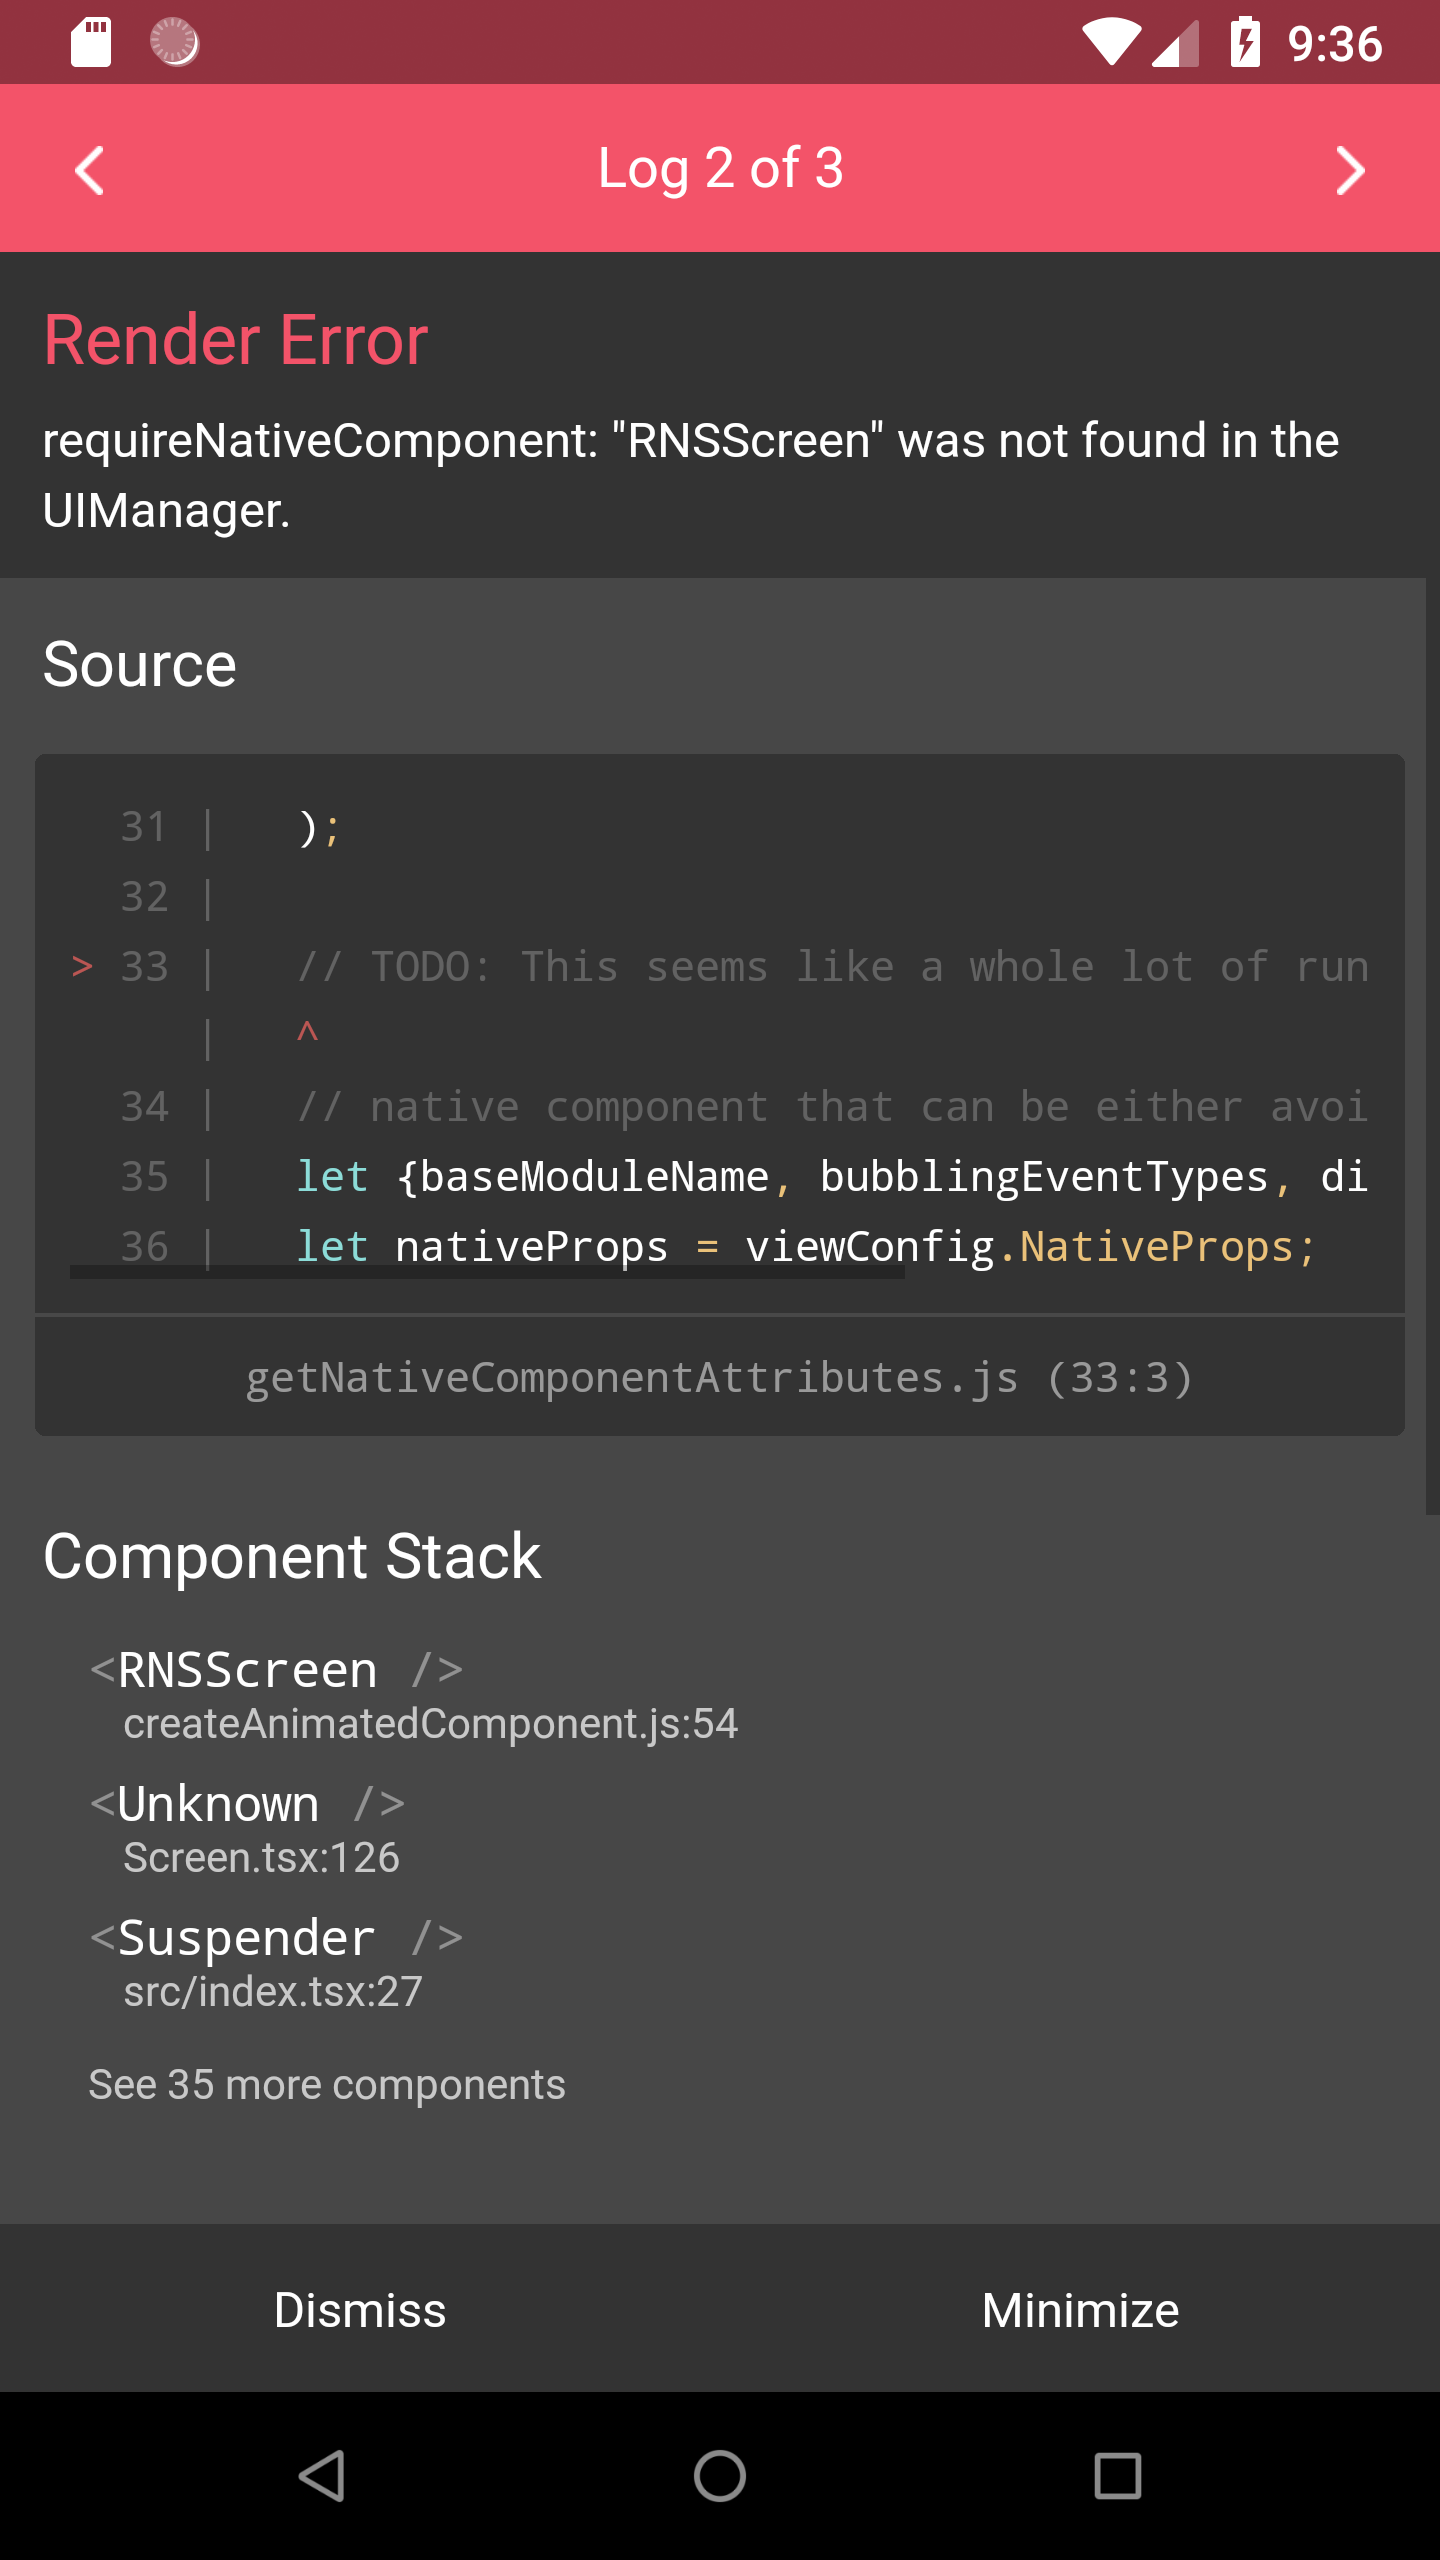 9:36
Log 2 of 3
Render Error
requireNativeComponent: "RNSScreen" was not found in the
UIManager.
Source
31 |   );
32 |
> 33 |   // TODO: This seems like a whole lot of run
|   ^
34 |   // native component that can be either avoi
35 |   let {baseModuleName, bubblingEventTypes, di
36 |   let nativeProps = viewConfig.NativeProps;
getNativeComponentAttributes.js (33:3)
Component Stack
<RNSScreen />
createAnimatedComponent.js:54
<Unknown />
Screen.tsx:126
<Suspender />
src/index.tsx:27
See 35 more components
Dismiss
Minimize